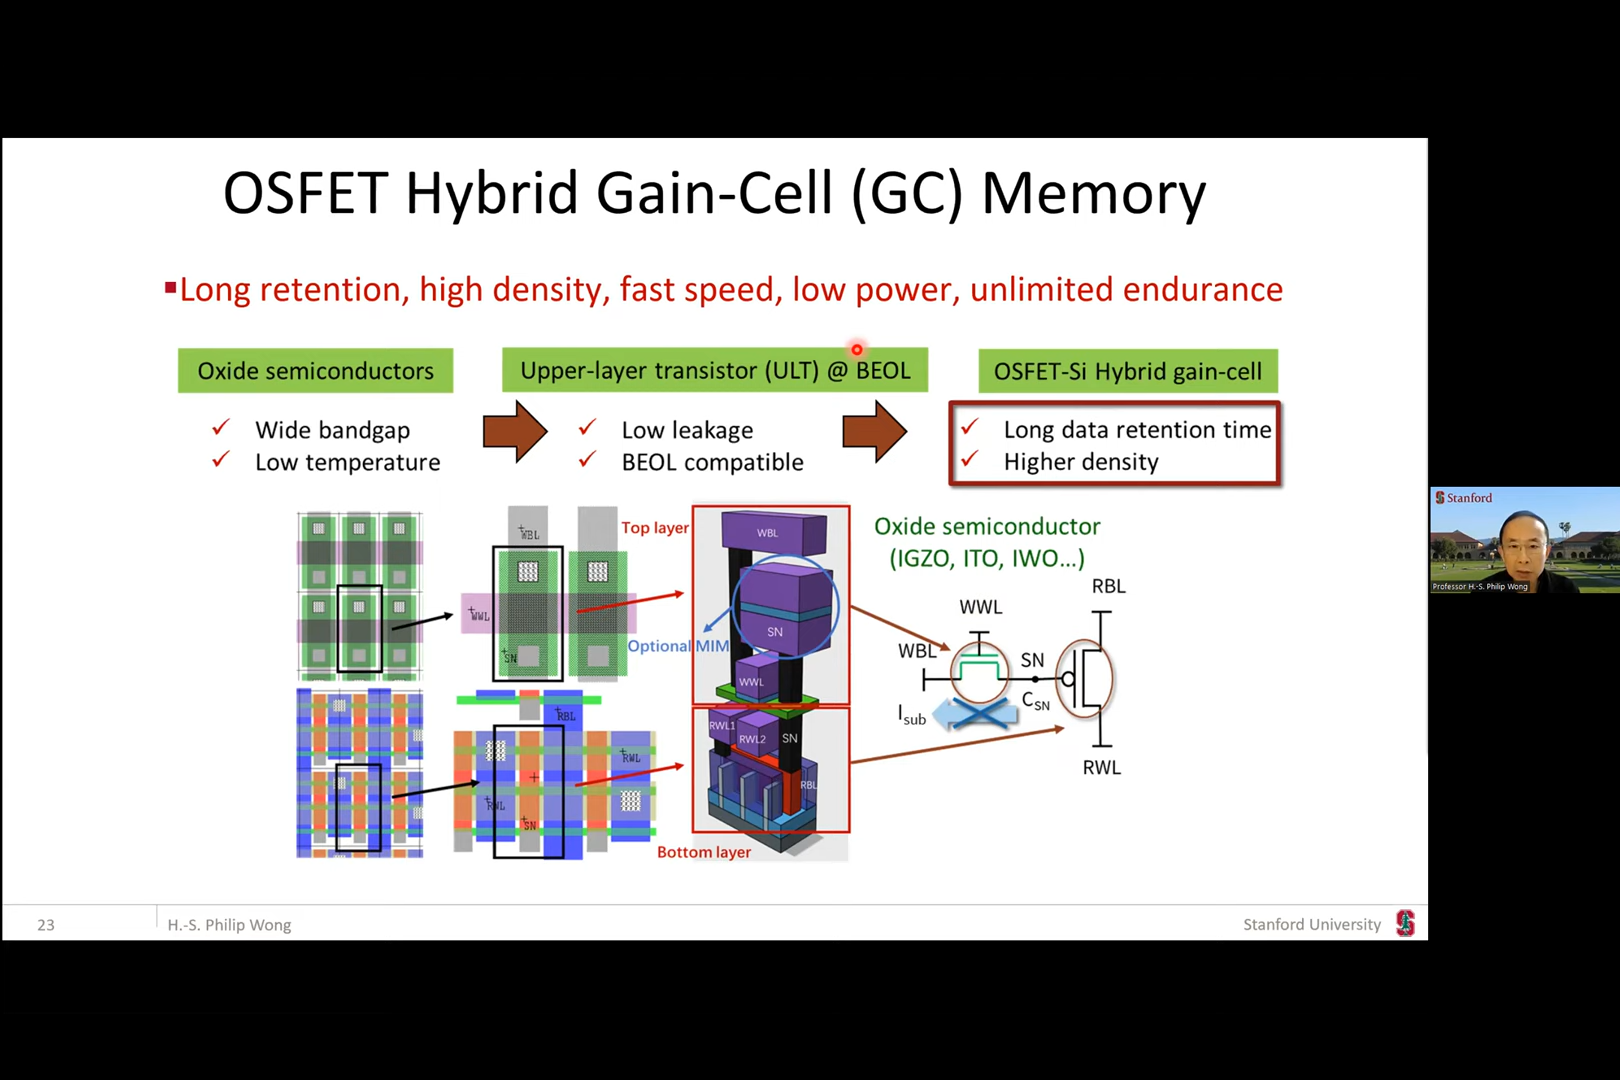 OSFET Hybrid Gain-Cell (GC) Memory
Long retention, high density, fast speed, low power, unlimited endurance
Oxide semiconductors
Wide bandgap
Low temperature
Upper-layer transistor (ULT) @ BEOL
Low leakage
BEOL compatible
OSFET-Si Hybrid gain-cell
Long data retention time
Higher density
WBL
WWL
SN
Top layer
Optional MIM
WBL
SN
WWL
RWL1
RWL2
SN
RBL
RBL
RWL
RWL
SN
Bottom layer
Oxide semiconductor
(IGZO, ITO, IWO...)
RBL
WWL
WBL
SN
CSN
Isub
RWL
23
H.-S. Philip Wong
Stanford University
Stanford
Professor H.-S. Philip Wong